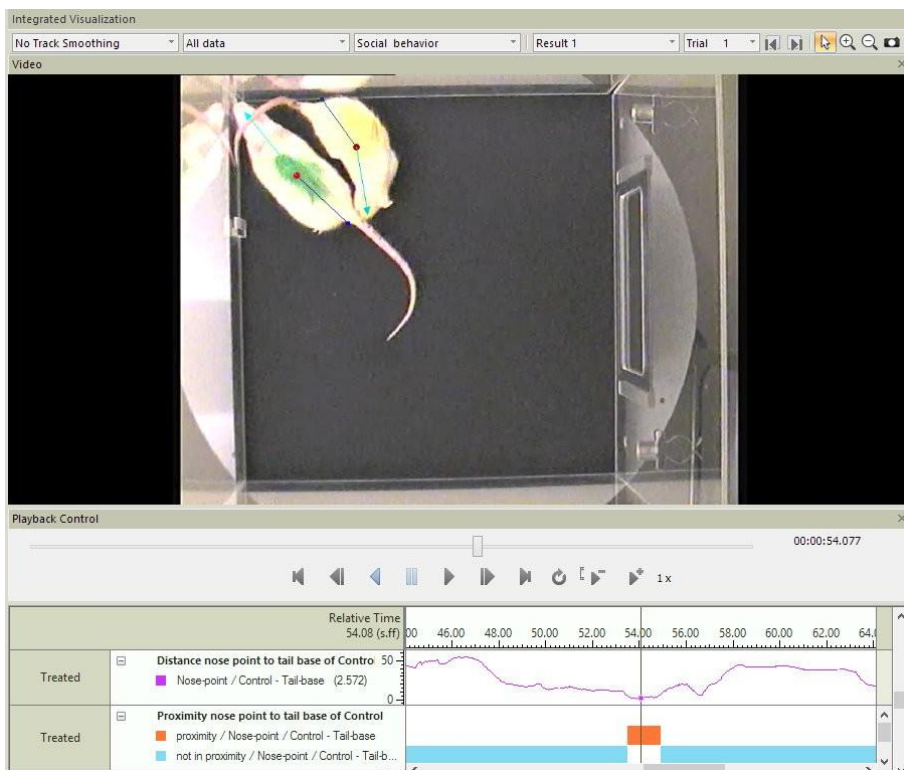 Integrated Visualization
No Track Smoothing All data Social behavior Result 1 Trial 1
Video
Playback Control
00:00:54.077
1 x
Relative Time
54.08 (s.ff)
00 46.00 48.00 50.00 52.00 54.00 56.00 58.00 60.00 62.00 64.0
Treated
Distance nose point to tail base of Control
Nose-point / Control - Tail-base (2.572)
50
0
Treated
Proximity nose point to tail base of Control
proximity / Nose-point / Control - Tail-base
not in proximity / Nose-point / Control - Tail-b...